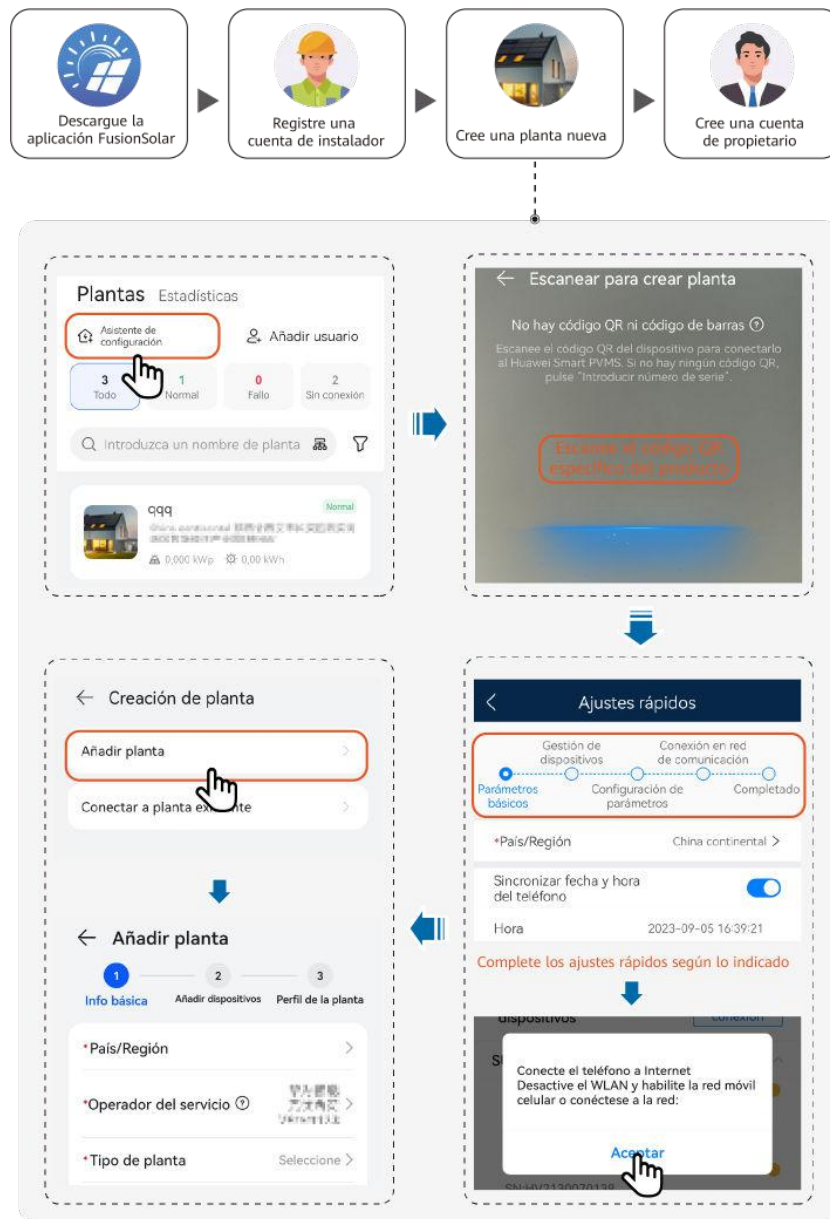 Descargue la
aplicación FusionSolar
Registre una
cuenta de instalador
Cree una planta nueva
Cree una cuenta
de propietario
Plantas Estadísticas
Asistente de
configuración
Añadir usuario
3 1 0 2
Todo Normal Fallo Sin conexión
Introduzca un nombre de planta
qqq Normal
China continental
0,000 kWp 0,00 kWh
← Escanear para crear planta
No hay código QR ni código de barras ?
Escanee el código QR del dispositivo para conectarlo
al Huawei Smart PVMS. Si no hay ningún código QR,
pulse "Introducir número de serie".
Escanee el código QR
específico del producto
Ajustes rápidos
Gestión de
dispositivos
Conexión en red
de comunicación
Parámetros
básicos
Configuración de
parámetros
Completado
*País/Región China continental >
Sincronizar fecha y hora
del teléfono
Hora 2023-09-05 16:39:21
Complete los ajustes rápidos según lo indicado
dispositivos conexión
Conecte el teléfono a Internet
Desactive el WLAN y habilite la red móvil
celular o conéctese a la red:
Aceptar
SN:HV2130070139
← Creación de planta
Añadir planta >
Conectar a planta >
← Añadir planta
1 2 3
Info básica Añadir dispositivos Perfil de la planta
*País/Región >
*Operador del servicio ? >
*Tipo de planta Seleccione >